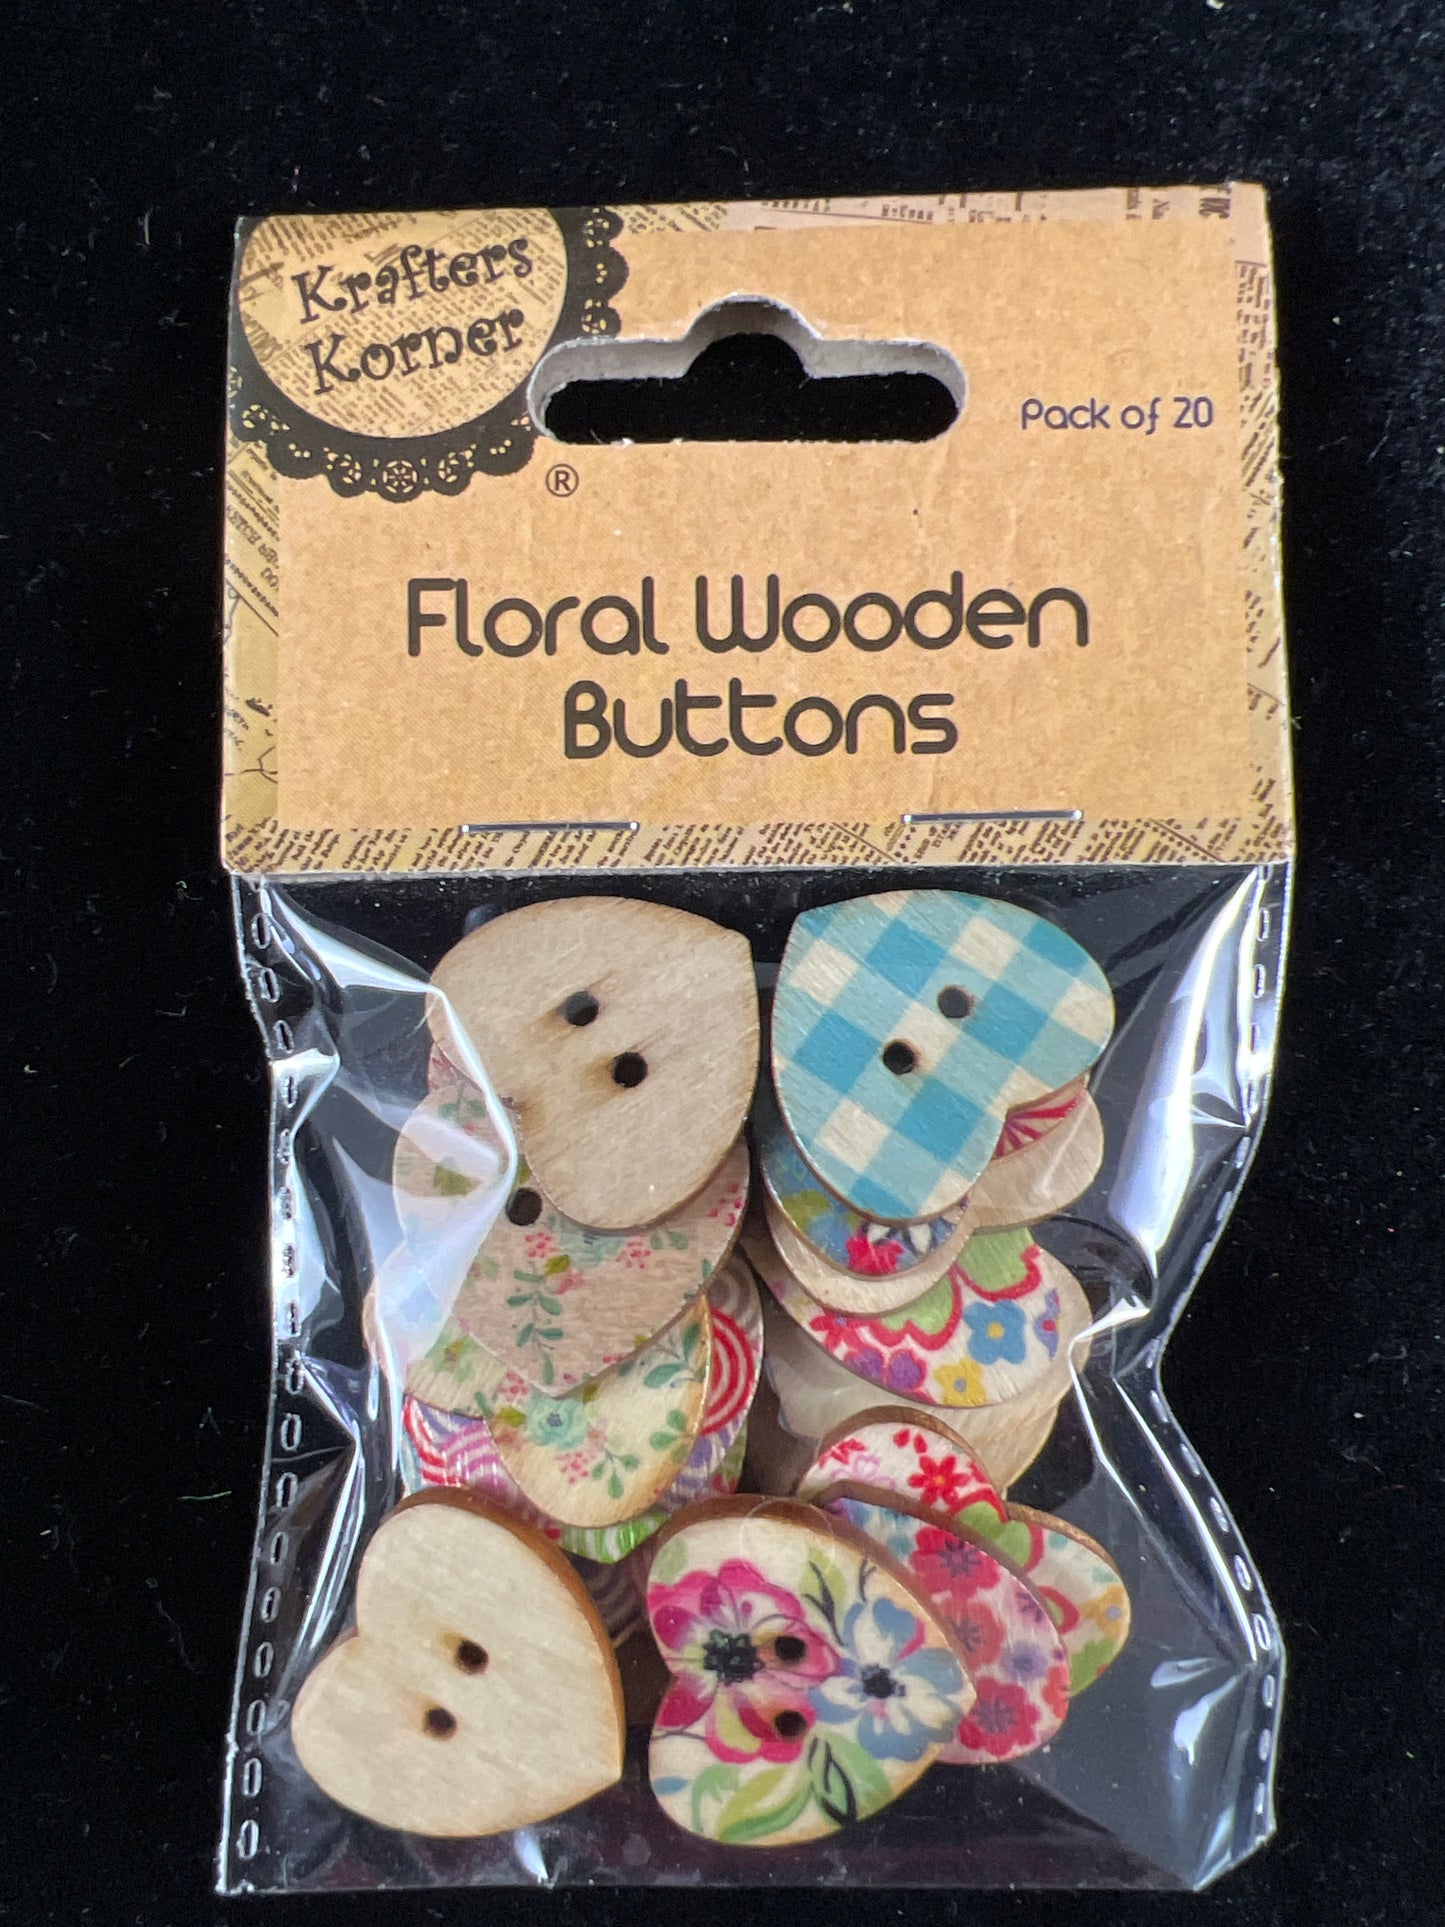 Krafters
Korner
Pack of 20
®
Floral Wooden
Buttons